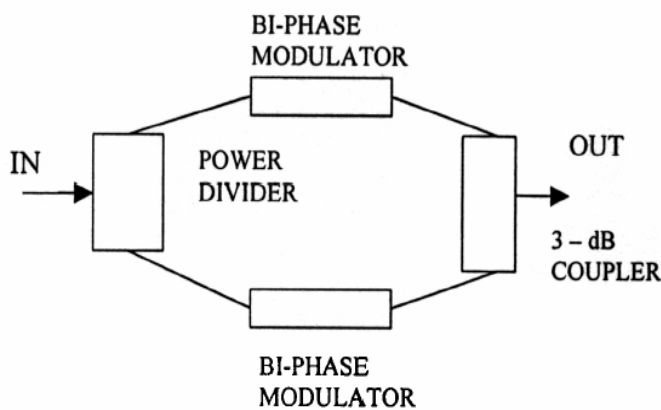 BI-PHASE
MODULATOR
IN
POWER
DIVIDER
OUT
3 – dB
COUPLER
BI-PHASE
MODULATOR